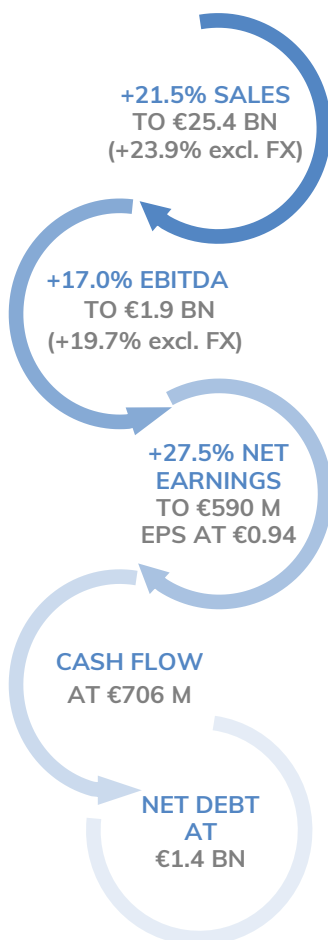 +21.5% SALES
TO €25.4 BN
(+23.9% excl. FX)
+17.0% EBITDA
TO €1.9 BN
(+19.7% excl. FX)
+27.5% NET
EARNINGS
TO €590 M
EPS AT €0.94
CASH FLOW
AT €706 M
NET DEBT
AT
€1.4 BN